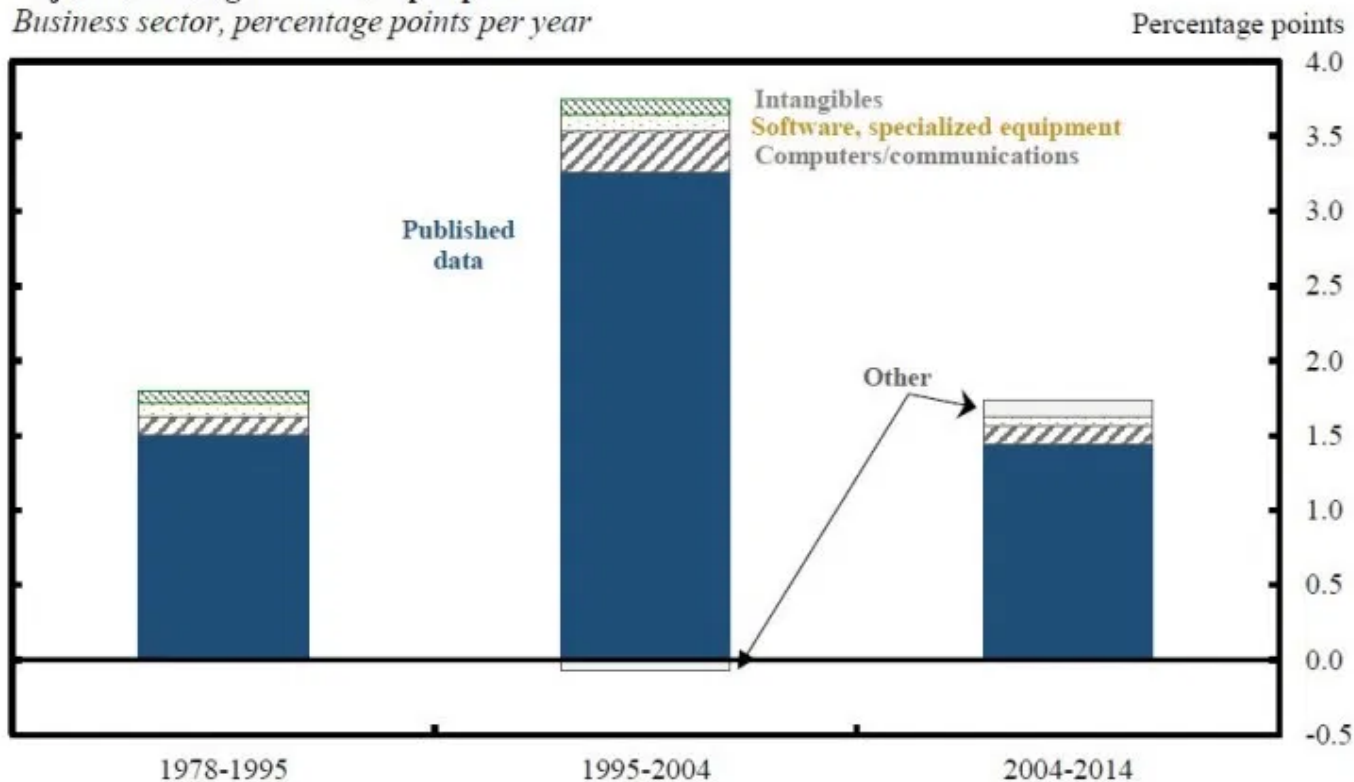 Business sector, percentage points per year
Percentage points
4.0
Intangibles
Software, specialized equipment
3.5
Computers/communications
3.0
Published
data
2.5
2.0
Other
1.5
1.0
0.5
0.0
-0.5
1978-1995
1995-2004
2004-2014